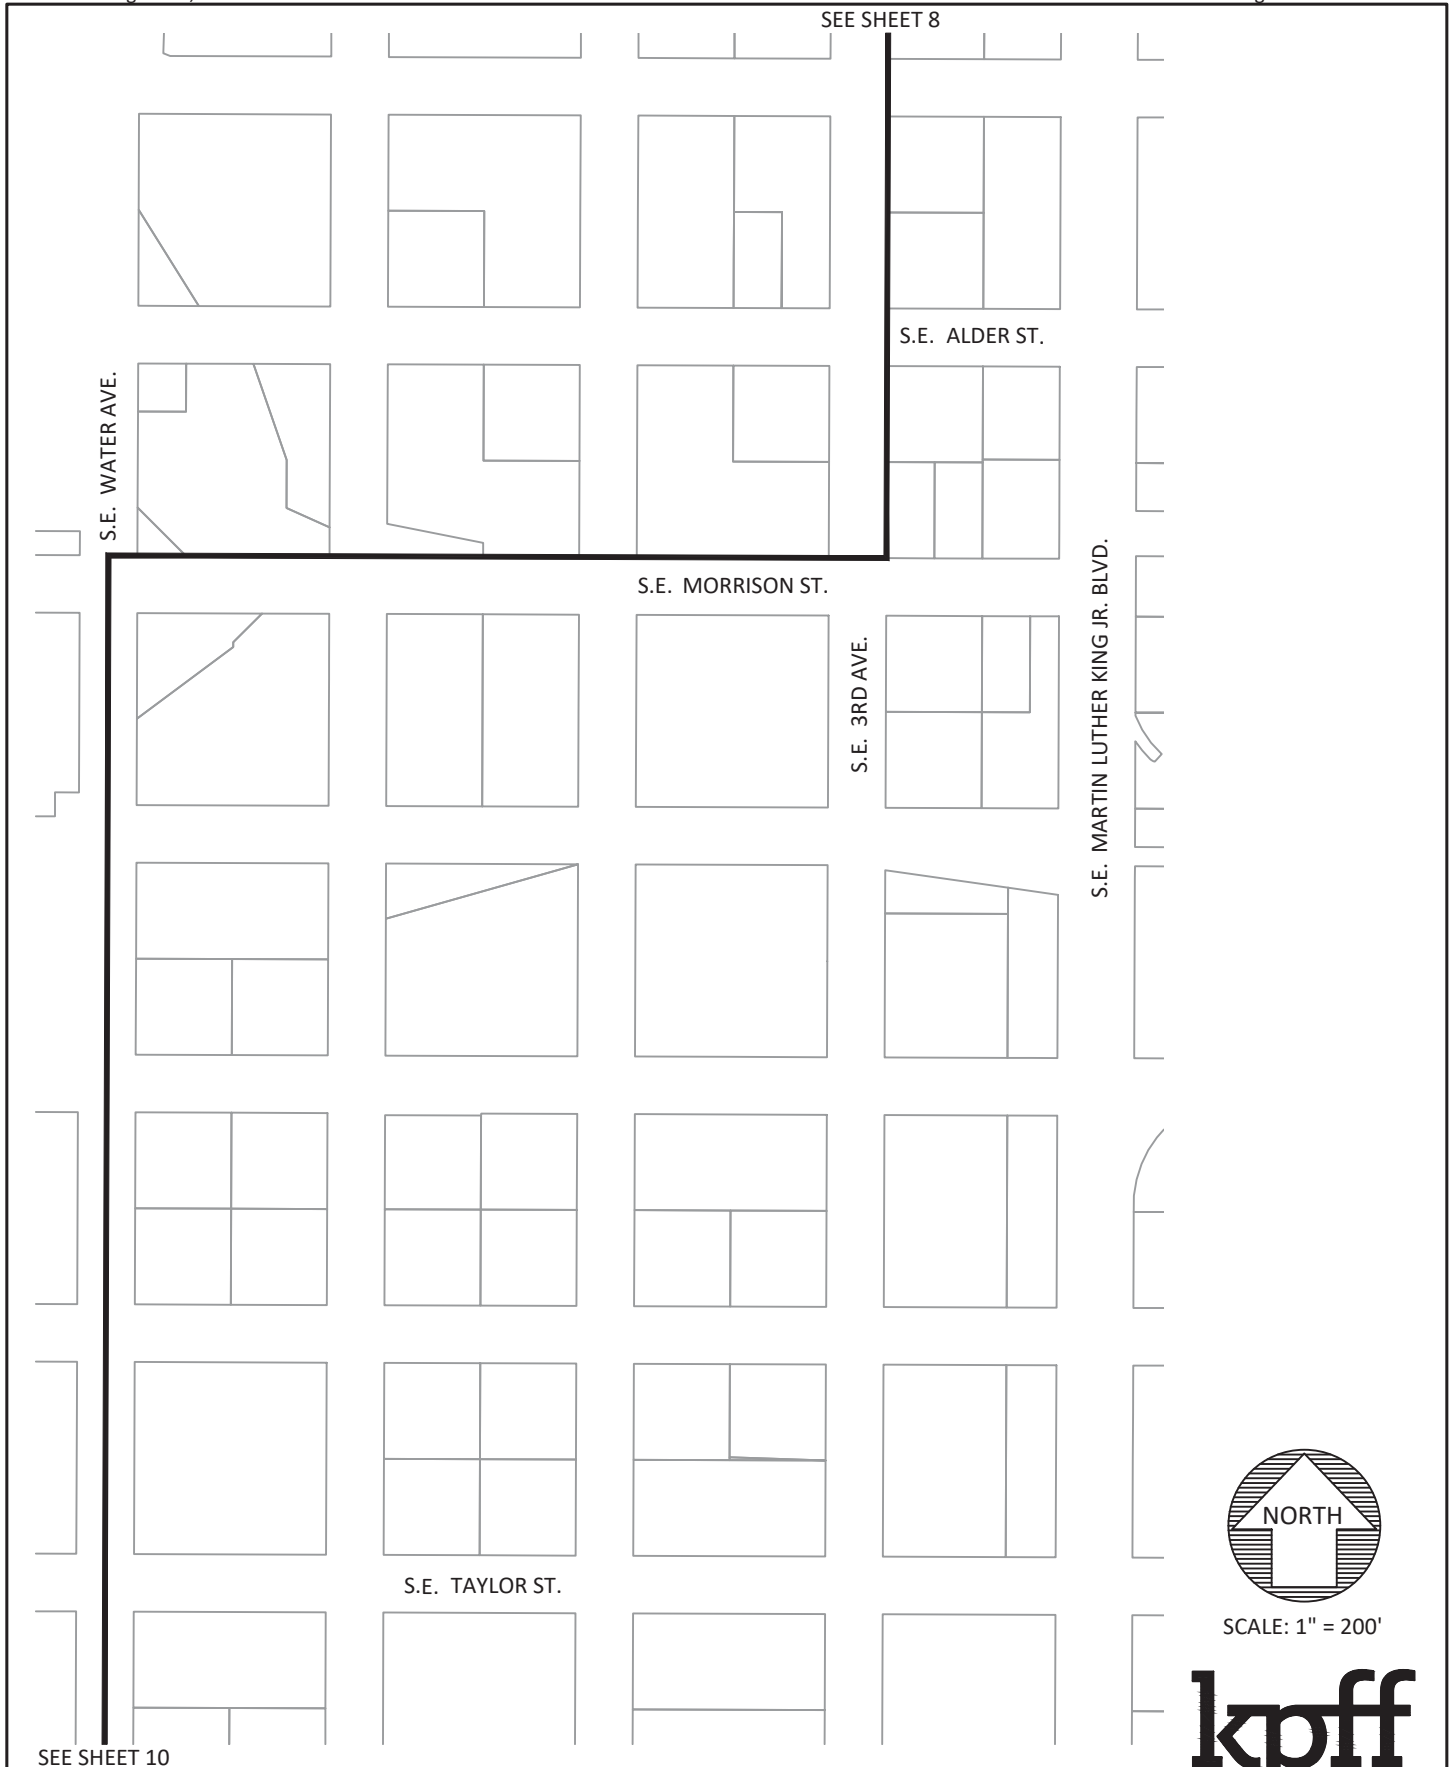 SEE SHEET 8
S.E. ALDER ST.
S.E. WATER AVE.
S.E. MORRISON ST.
S.E. 3RD AVE.
S.E. MARTIN LUTHER KING JR. BLVD.
S.E. TAYLOR ST.
NORTH
SCALE: 1" = 200'
kpff
SEE SHEET 10